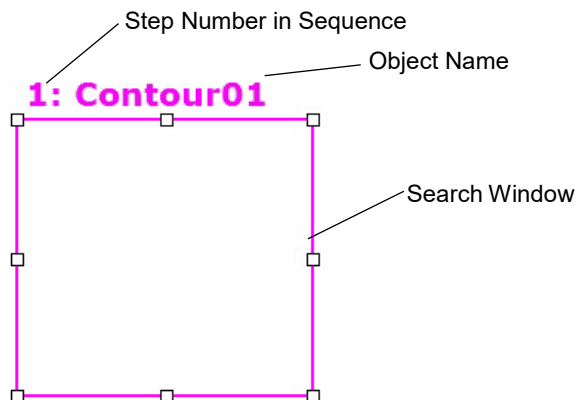 Step Number in Sequence
Object Name
1: Contour01
Search Window